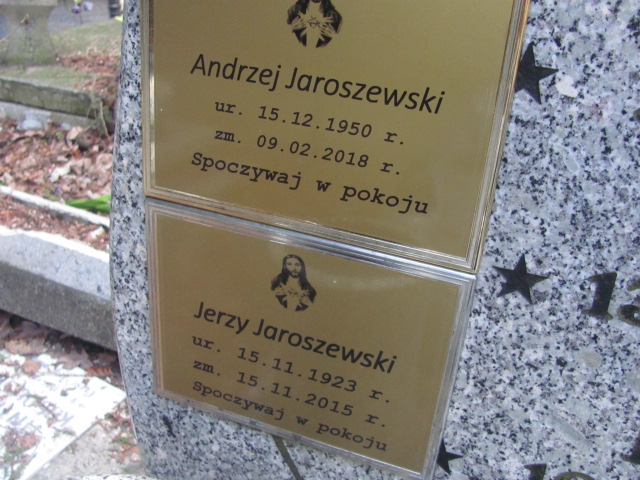 Andrzej Jaroszewski
ur. 15.12.1950 r.
zm. 09.02.2018 r.
Spoczywaj w pokoju
Jerzy Jaroszewski
ur. 15.11.1923 r.
zm. 15.11.2015 r.
Spoczywaj w pokoju